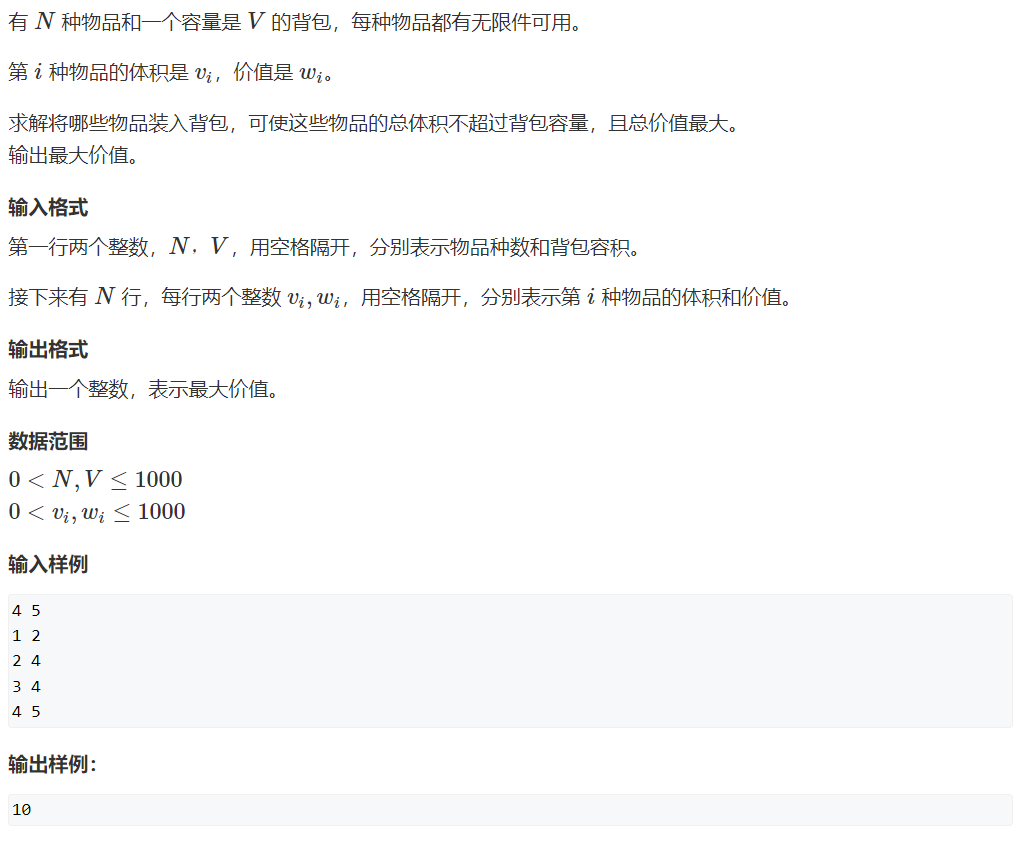 有 N 种物品和一个容量是 V 的背包，每种物品都有无限件可用。
第 i 种物品的体积是 vᵢ，价值是 wᵢ。
求解将哪些物品装入背包，可使这些物品的总体积不超过背包容量，且总价值最大。
输出最大价值。
输入格式
第一行两个整数，N，V，用空格隔开，分别表示物品种数和背包容积。
接下来有 N 行，每行两个整数 vᵢ, wᵢ，用空格隔开，分别表示第 i 种物品的体积和价值。
输出格式
输出一个整数，表示最大价值。
数据范围
0 < N, V ≤ 1000
0 < vᵢ, wᵢ ≤ 1000
输入样例
4 5
1 2
2 4
3 4
4 5
输出样例：
10